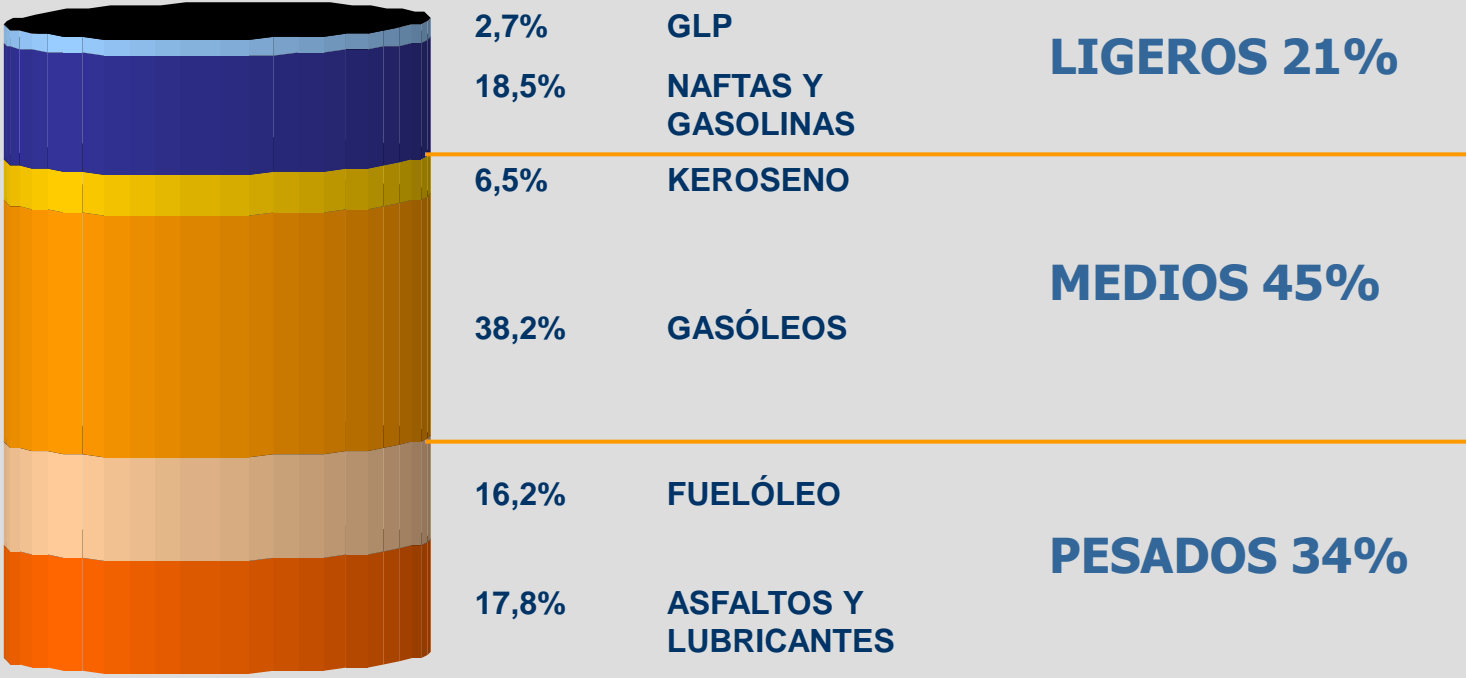 2,7% GLP
LIGEROS 21%
18,5% NAFTAS Y
GASOLINAS
6,5% KEROSENO
MEDIOS 45%
38,2% GASÓLEOS
16,2% FUELÓLEO
PESADOS 34%
17,8% ASFALTOS Y
LUBRICANTES